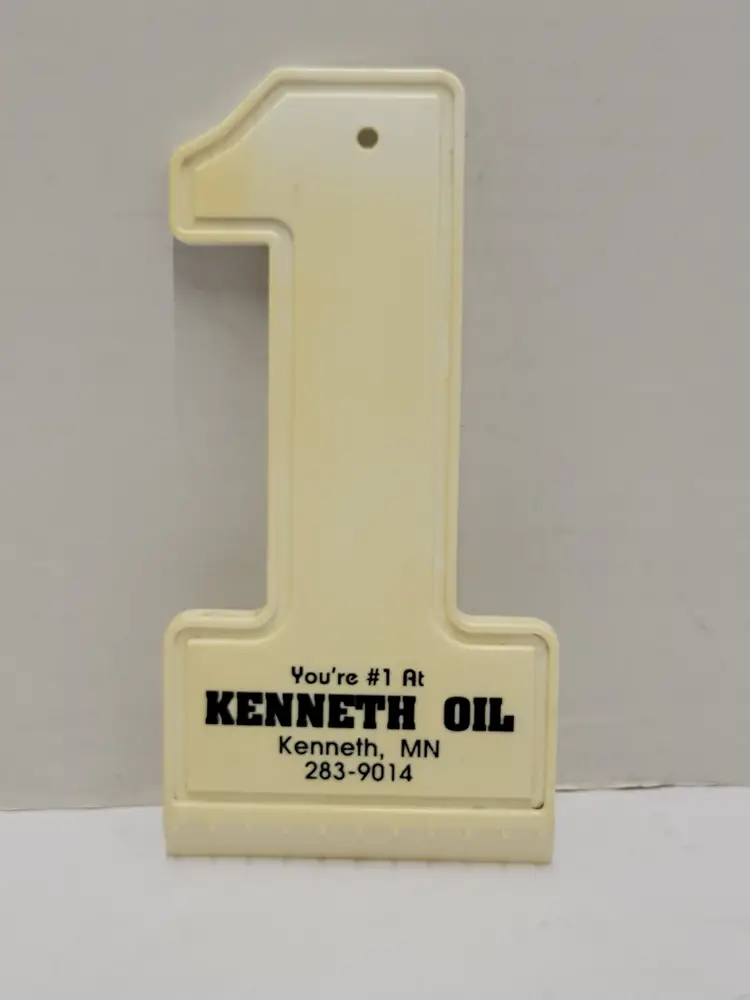 You're #1 At
KENNETH OIL
Kenneth, MN
283-9014